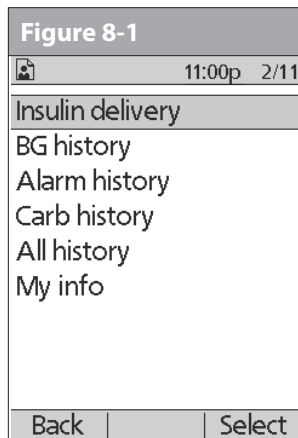 Figure 8-1
11:00p 2/11
Insulin delivery
BG history
Alarm history
Carb history
All history
My info
Back Select